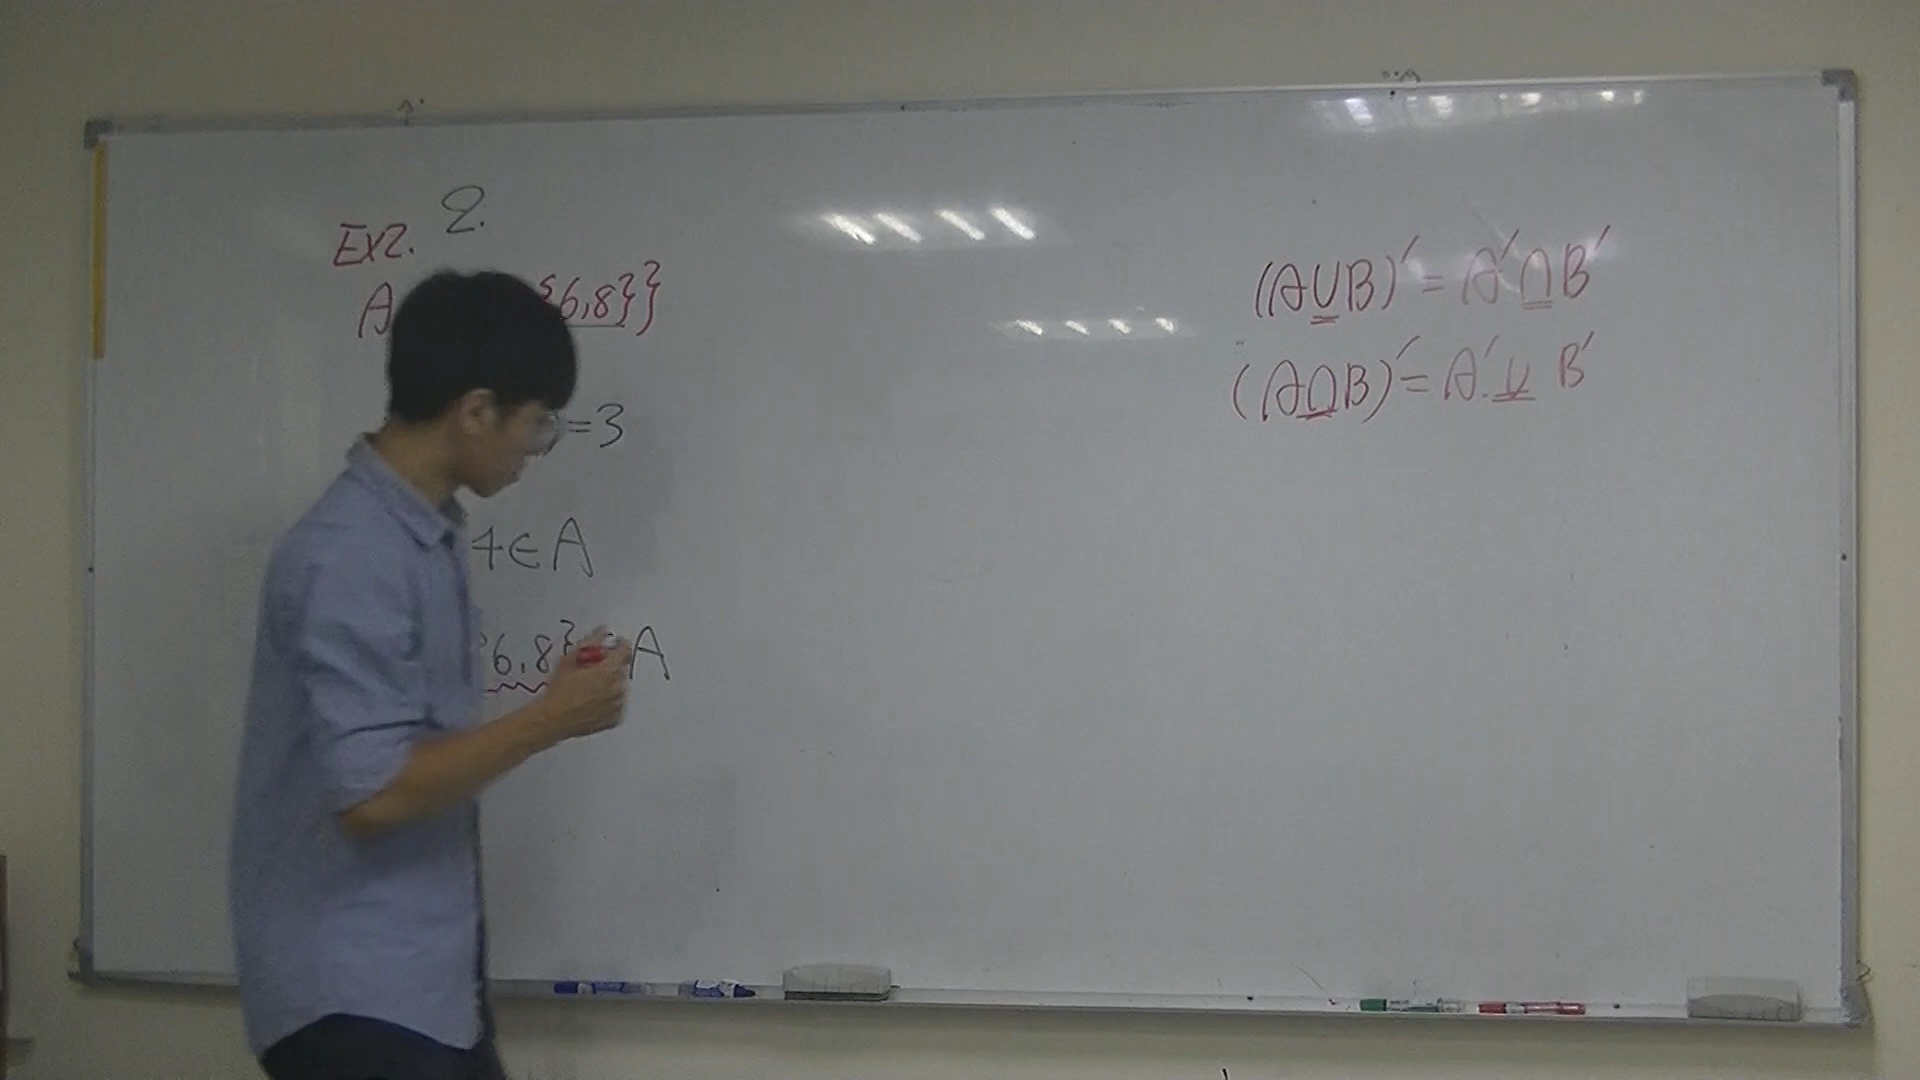 2.
Ex2.
A {6,8}}
=3
4∈A
6,8} A
(A∪B)′=A′∩B′
(A∩B)′=A′∪B′